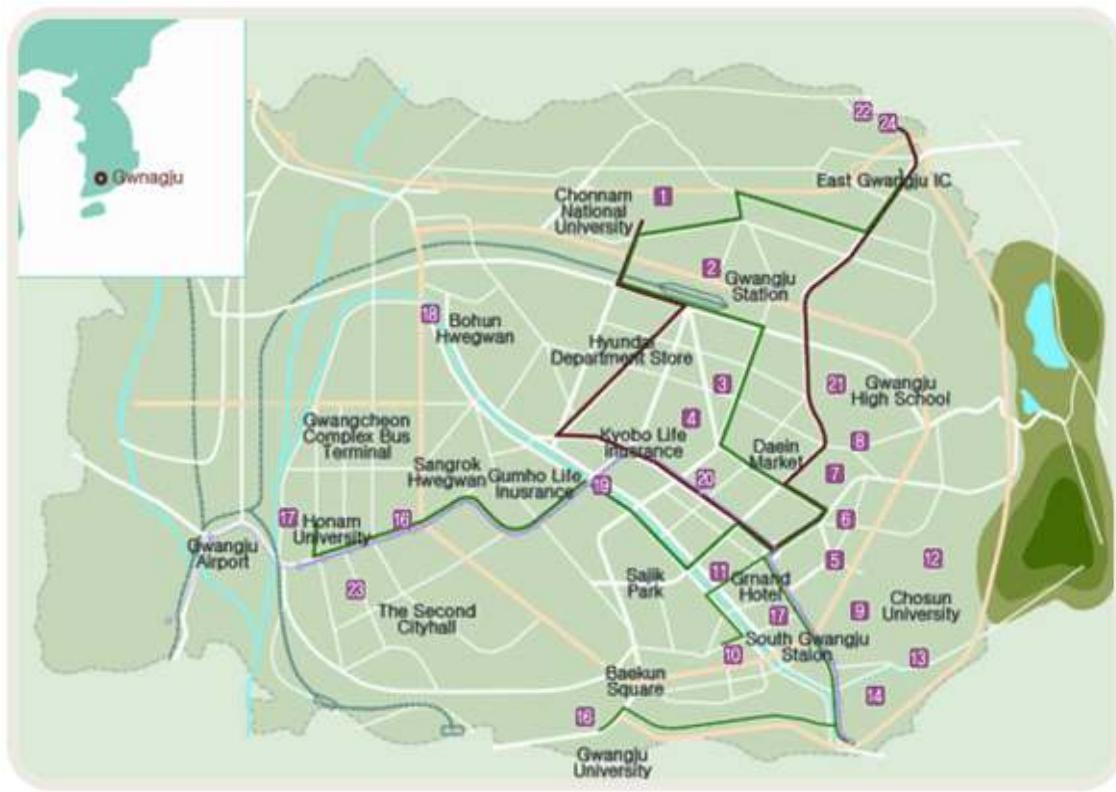 Gwnagju
22
24
East Gwangju IC
Chonnam
National
University
1
2
Gwangju
Station
18
Bohun
Hwegwan
Hyundai
Department Store
3
21
Gwangju
High School
4
Gwangcheon
Complex Bus
Terminal
Kyobo Life
Inusrance
Daein
Market
8
Sangrok
Hwegwan
Gumho Life
Inusrance
19
20
7
17
Honam
University
16
6
Gwangju
Airport
5
12
23
Sajik
Park
11
Grnand
Hotel
The Second
Cityhall
17
9
Chosun
University
South Gwangju
Staion
10
13
Baekun
Square
14
16
Gwangju
University